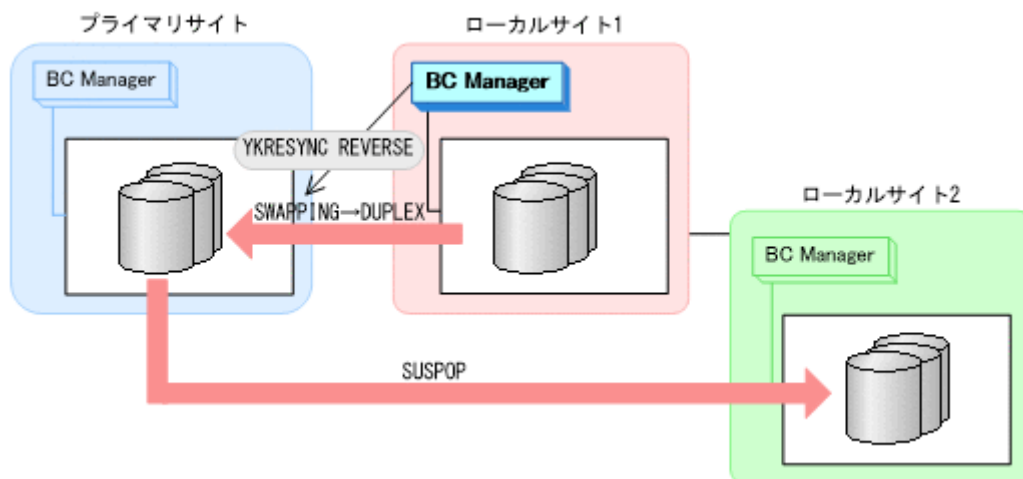 プライマリサイト
ローカルサイト1
BC Manager
BC Manager
YKRESYNC REVERSE
SWAPPING→DUPLEX
ローカルサイト2
BC Manager
SUSPOP